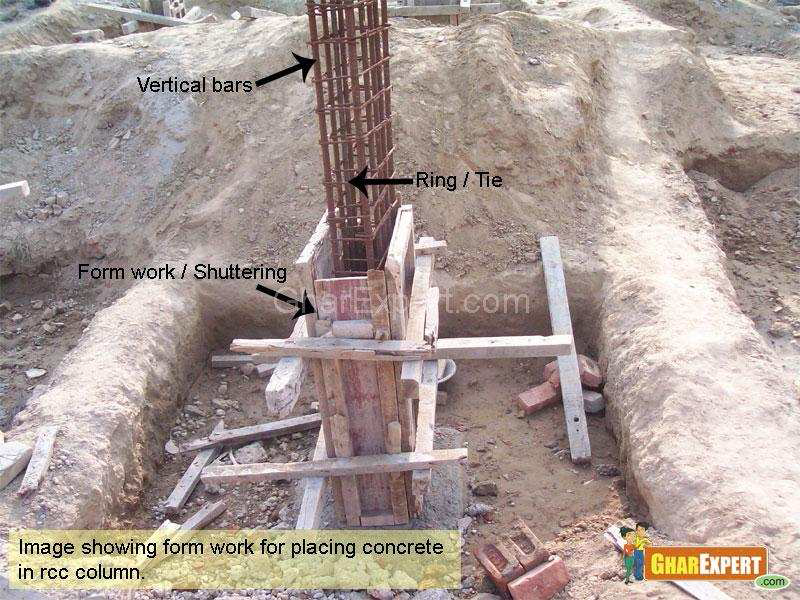 Vertical bars
Ring / Tie
Form work / Shuttering
GharExpert.com
Image showing form work for placing concrete
in rcc column.
GHAREXPERT
.com